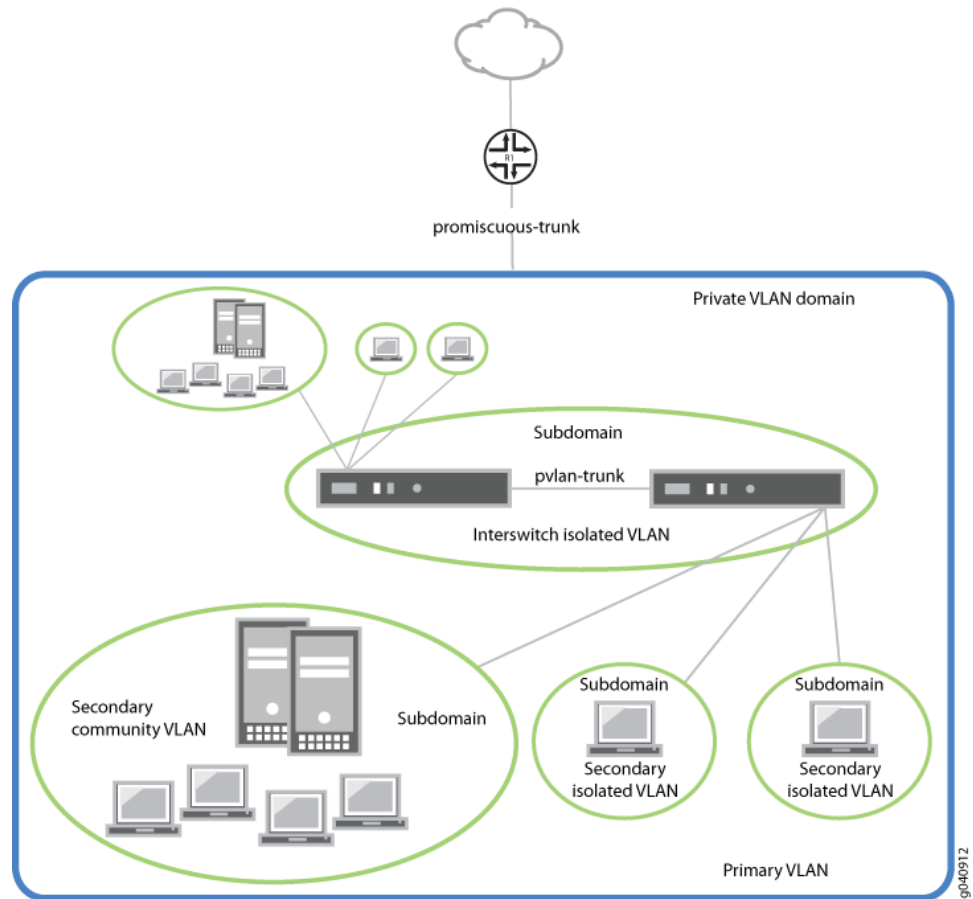 R1
promiscuous-trunk
Private VLAN domain
Subdomain
pvlan-trunk
Interswitch isolated VLAN
Secondary
community VLAN
Subdomain
Subdomain
Secondary
isolated VLAN
Subdomain
Secondary
isolated VLAN
Primary VLAN
g040912